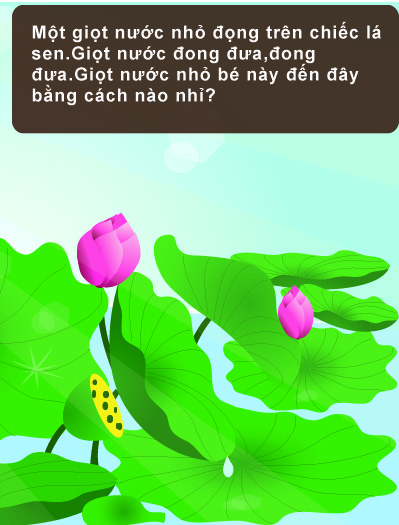 Một giọt nước nhỏ đọng trên chiếc lá
sen.Giọt nước đong đưa,đong
đưa.Giọt nước nhỏ bé này đến đây
bằng cách nào nhỉ?